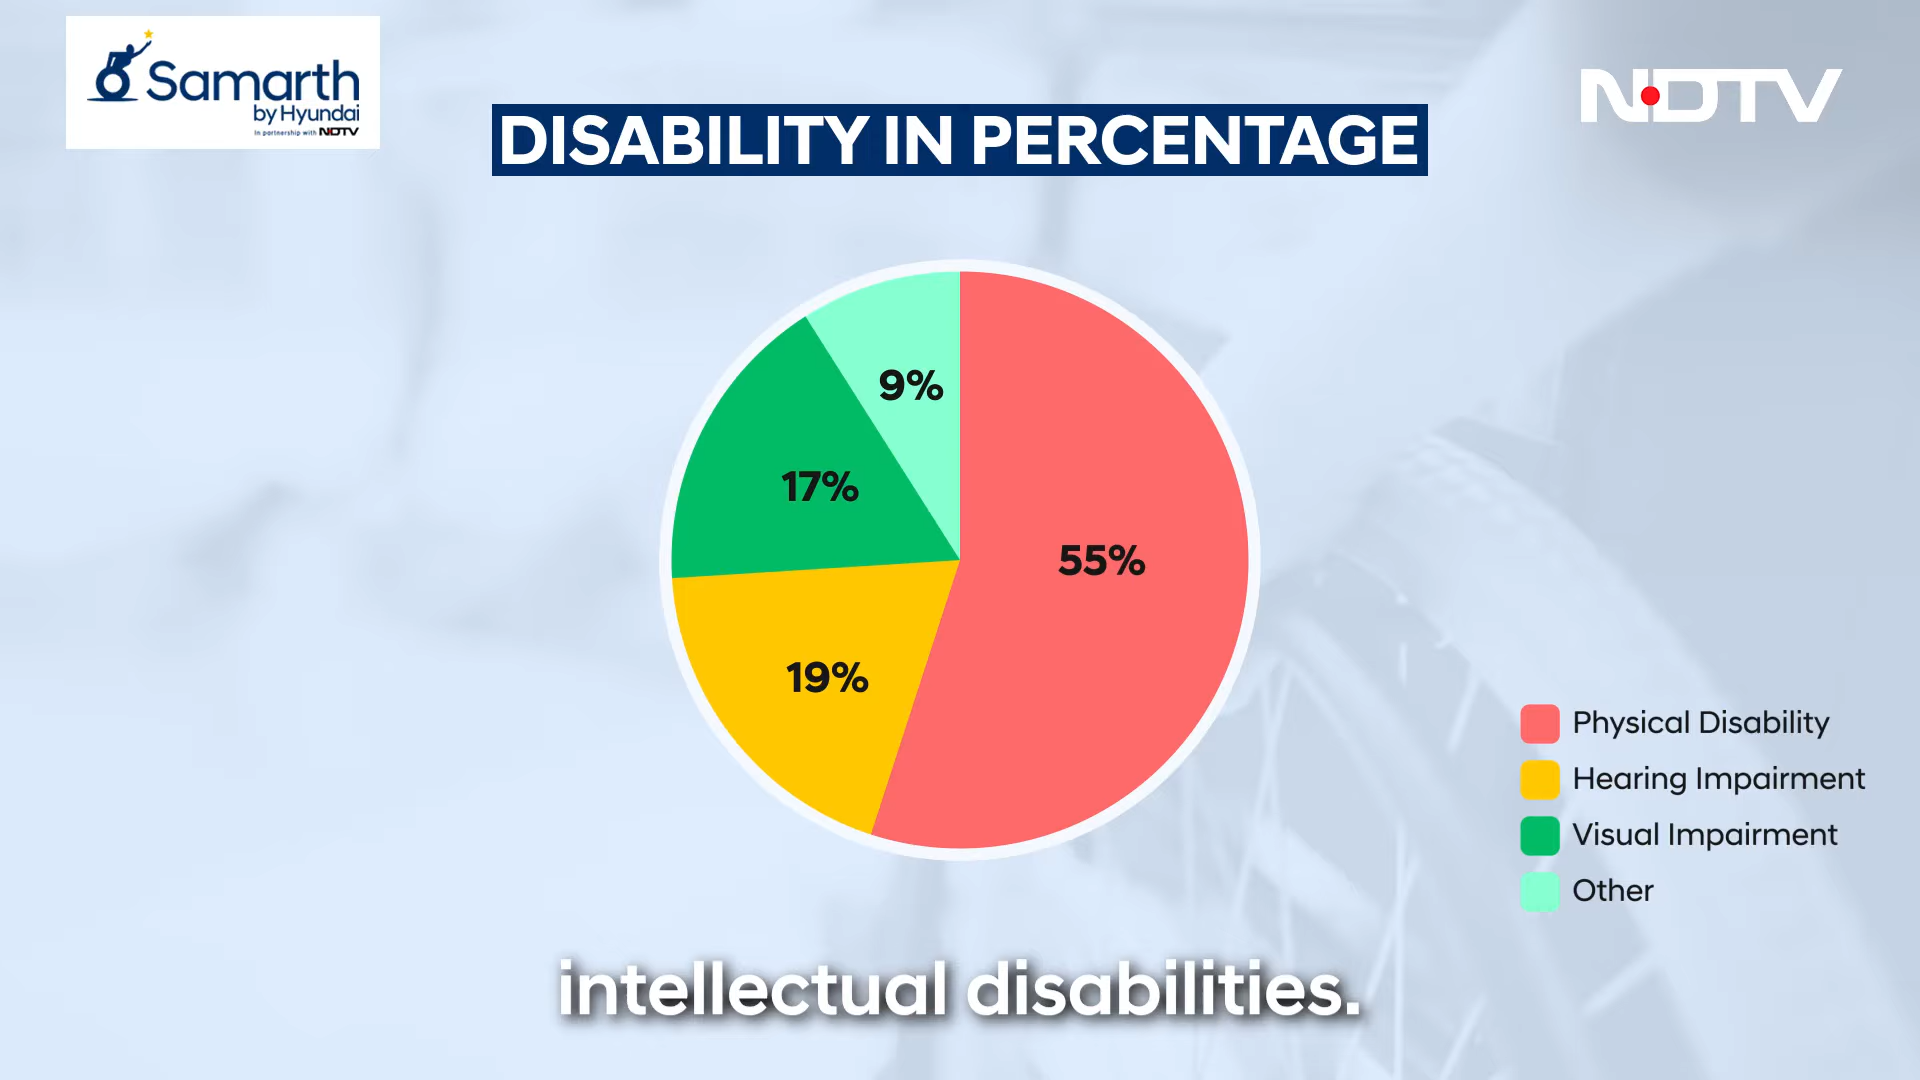 Samarth
by Hyundai
In partnership with NDTV
NDTV
DISABILITY IN PERCENTAGE
9%
17%
55%
19%
Physical Disability
Hearing Impairment
Visual Impairment
Other
intellectual disabilities.